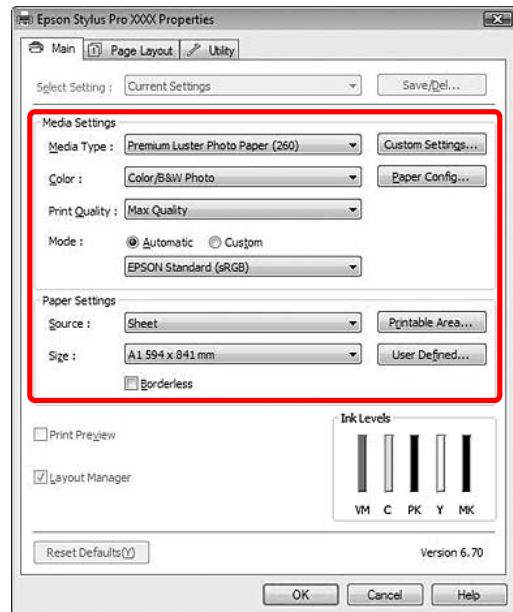 Epson Stylus Pro XXXX Properties
Main Page Layout Utility
Select Setting : Current Settings Save/Del...
Media Settings
Media Type : Premium Luster Photo Paper (260) Custom Settings...
Color : Color/B&W Photo Paper Config...
Print Quality : Max Quality
Mode : Automatic Custom
EPSON Standard (sRGB)
Paper Settings
Source : Sheet Printable Area...
Size : A1 594 x 841 mm User Defined...
Borderless
Print Preview
Ink Levels
Layout Manager
VM C PK Y MK
Reset Defaults(Y) Version 6.70
OK Cancel Help